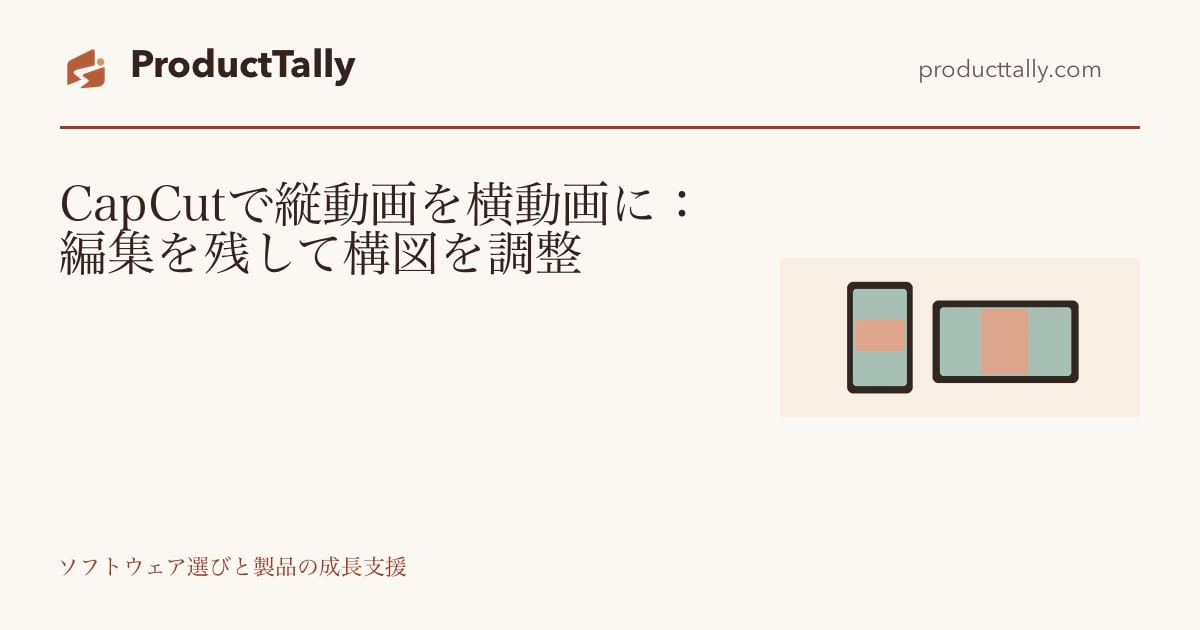 ProductTally
producttally.com
CapCutで縦動画を横動画に：
編集を残して構図を調整
ソフトウェア選びと製品の成長支援